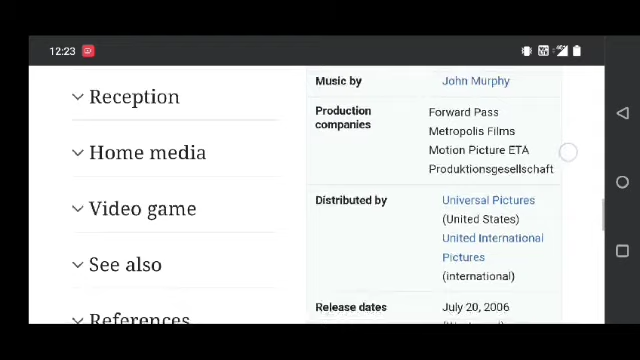 12:23
Reception
Home media
Video game
See also
References
Music by John Murphy
Production companies
Forward Pass
Metropolis Films
Motion Picture ETA
Produktionsgesellschaft
Distributed by
Universal Pictures
(United States)
United International
Pictures
(international)
Release dates July 20, 2006